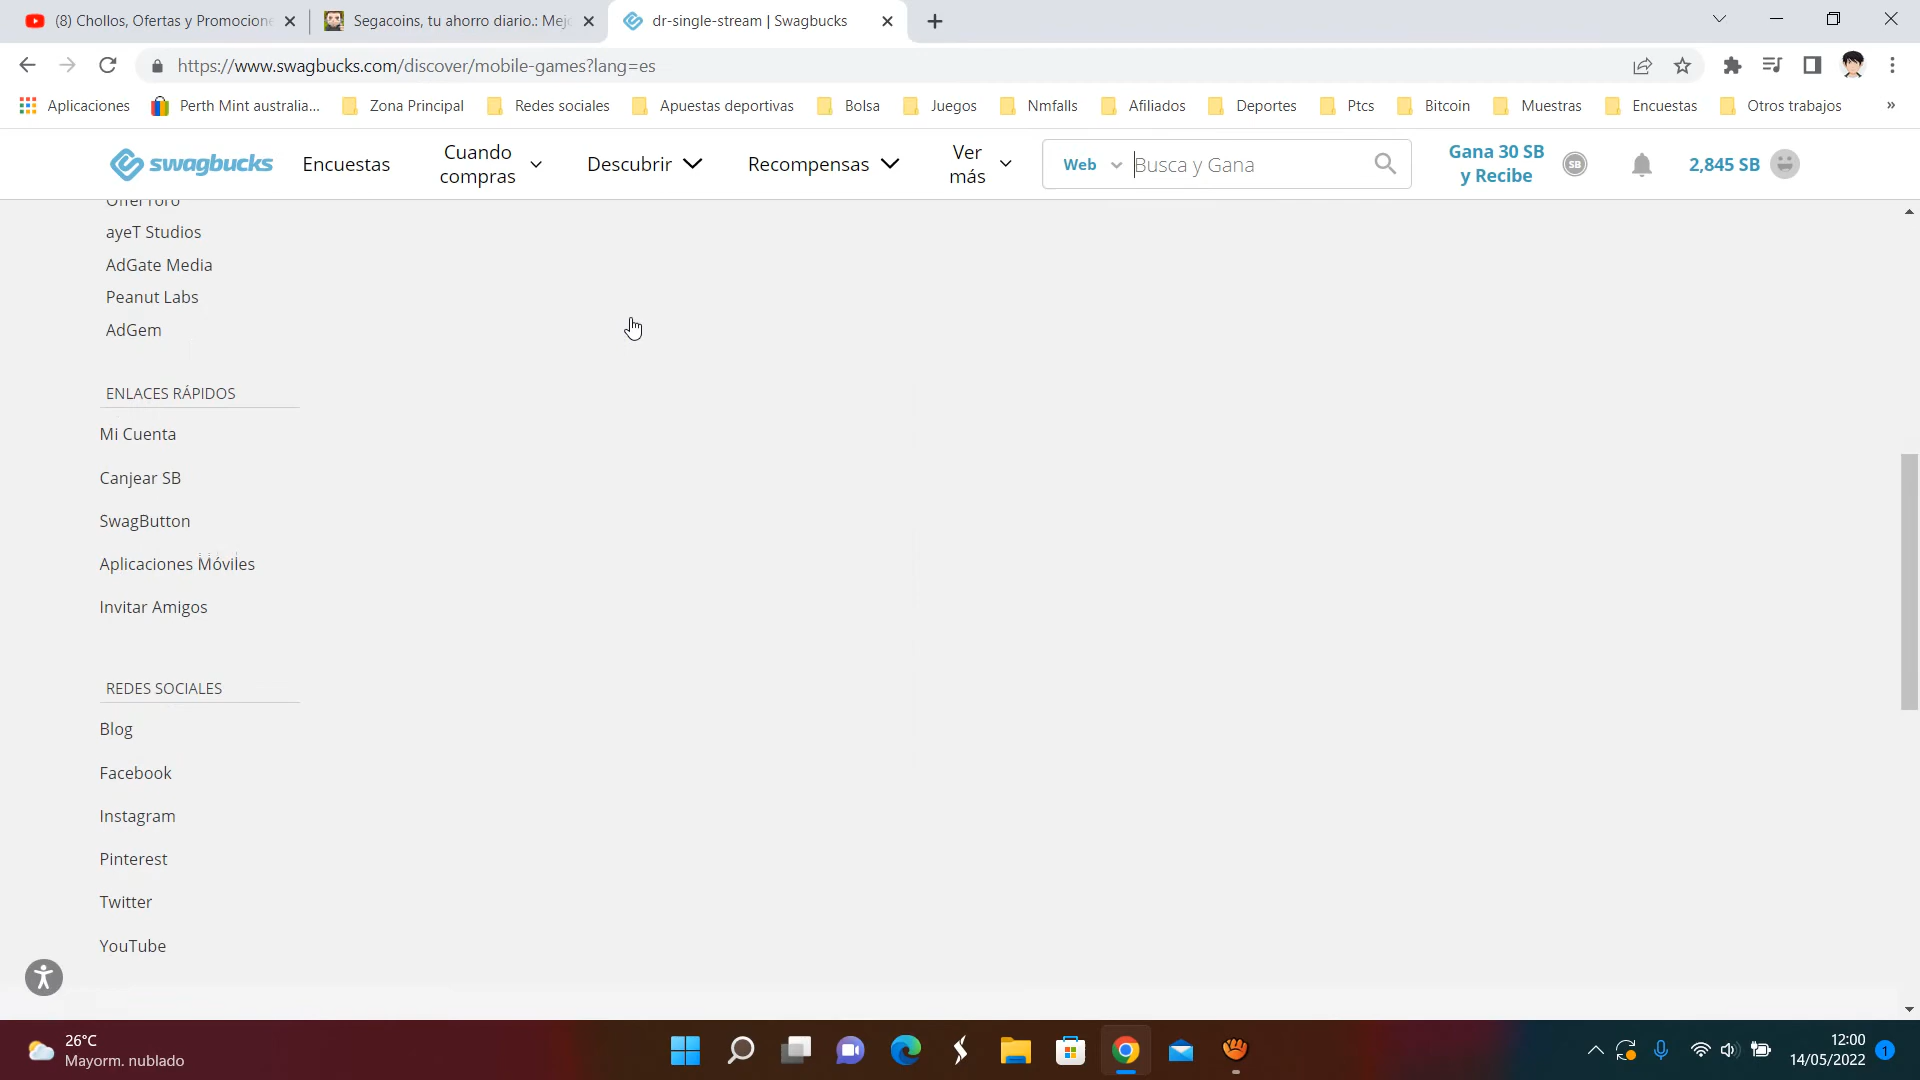 (8) Chollos, Ofertas y Promocione
Segacoins, tu ahorro diario.: Mejo
dr-single-stream | Swagbucks
https://www.swagbucks.com/discover/mobile-games?lang=es
Aplicaciones
Perth Mint australia...
Zona Principal
Redes sociales
Apuestas deportivas
Bolsa
Juegos
Nmfalls
Afiliados
Deportes
Ptcs
Bitcoin
Muestras
Encuestas
Otros trabajos
»
swagbucks
Encuestas
Cuando
compras
Descubrir
Recompensas
Ver
más
Web
Busca y Gana
Gana 30 SB
y Recibe
SB
2,845 SB
OfferToro
ayeT Studios
AdGate Media
Peanut Labs
AdGem
ENLACES RÁPIDOS
Mi Cuenta
Canjear SB
SwagButton
Aplicaciones Móviles
Invitar Amigos
REDES SOCIALES
Blog
Facebook
Instagram
Pinterest
Twitter
YouTube
26°C
Mayorm. nublado
12:00
14/05/2022
1